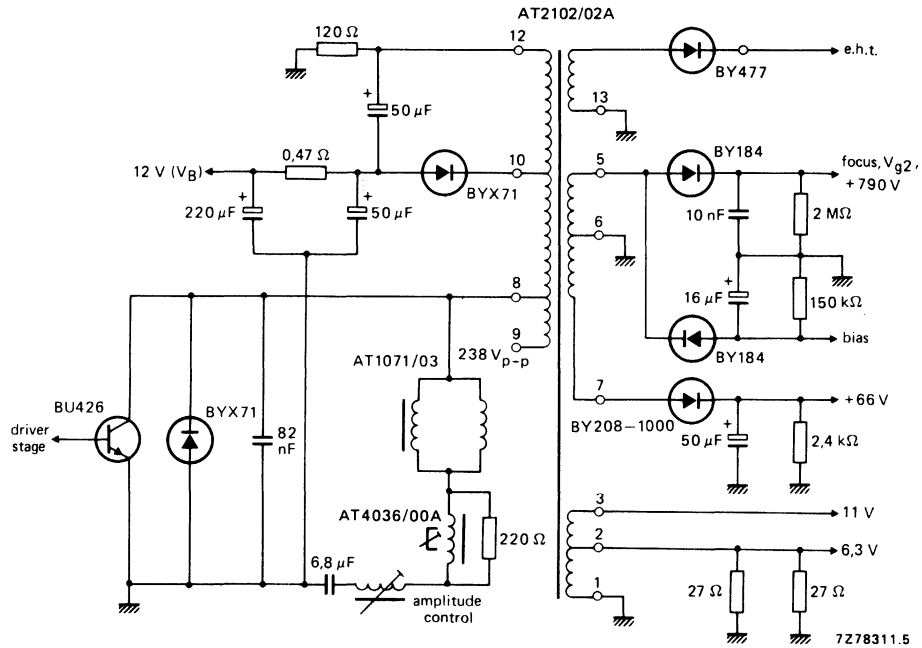 AT2102/02A
120 Ω
12
e.h.t.
BY477
+
50 μF
13
0,47 Ω
12 V (VB)
10
BYX71
5
BY184
focus, Vg2,
+790 V
+
220 μF
+
50 μF
10 nF
2 MΩ
6
8
+
16 μF
150 kΩ
9
238 Vp-p
BY184
bias
AT1071/03
7
+66 V
BU426
BYX71
BY208-1000
driver
stage
82
nF
50 μF
+
2,4 kΩ
AT4036/00A
3
11 V
220 Ω
2
6,3 V
6,8 μF
27 Ω
27 Ω
1
amplitude
control
7Z78311.5